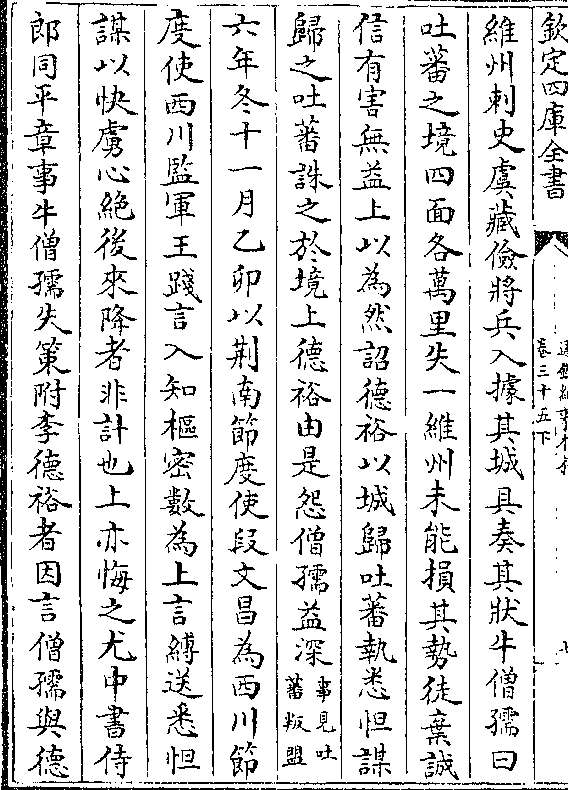 欽定四庫全書
卷三十五下
維州刺史虞藏儉將兵入據其城具奏其狀牛僧孺曰
吐蕃之境四面各萬里失一維州未能損其勢徒棄誠
信有害無益上以為然詔德裕以城歸吐蕃執悉怛謀
歸之吐蕃誅之於境上德裕由是怨僧孺益深事見吐蕃叛盟
六年冬十一月乙卯以荆南節度使段文昌為西川節
度使西川監軍王踐言入知樞密數為上言縛送悉怛
謀以快虜心絕後來降者非計也上亦悔之尤中書侍
郎同平章事牛僧孺失策附李德裕者因言僧孺與德